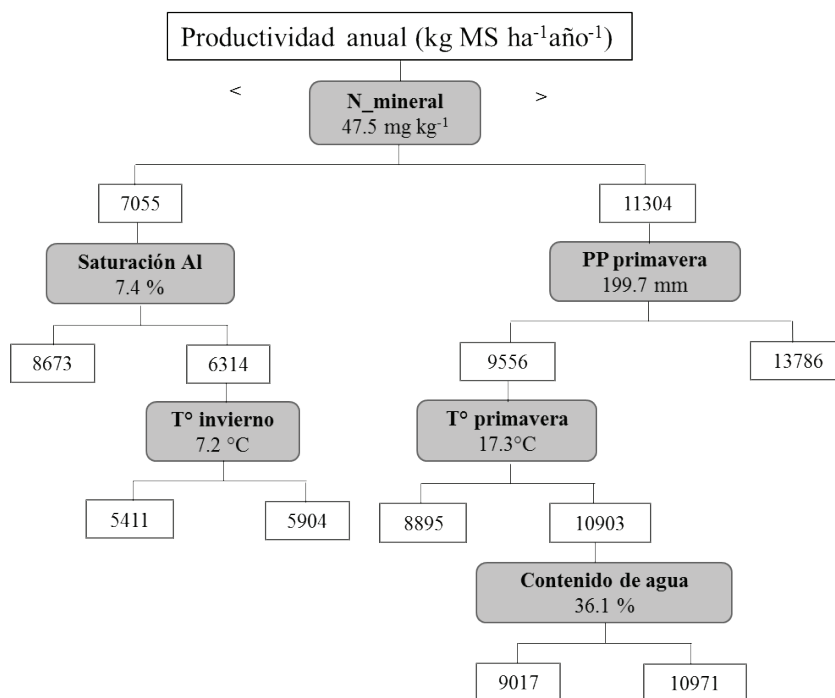 Productividad anual (kg MS ha⁻¹año⁻¹)
< >
N_mineral
47.5 mg kg⁻¹
7055 11304
Saturación Al
7.4 %
PP primavera
199.7 mm
8673 6314 9556 13786
T° invierno
7.2 °C
T° primavera
17.3°C
5411 5904 8895 10903
Contenido de agua
36.1 %
9017 10971